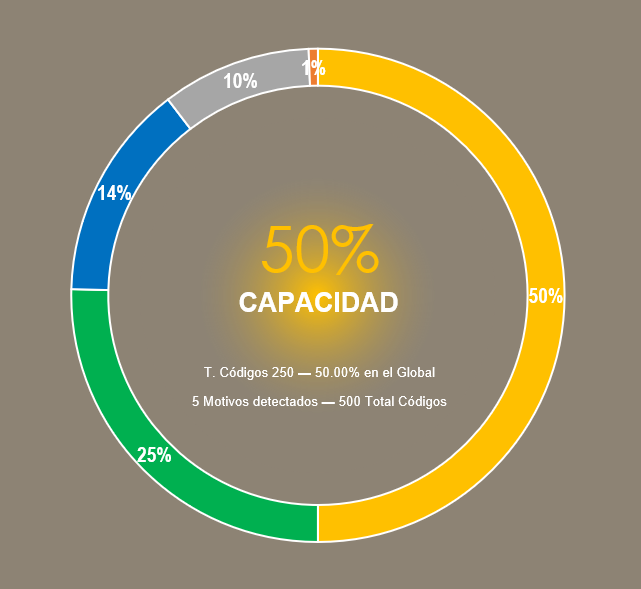 1%
10%
14%
50%
CAPACIDAD
50%
T. Códigos 250 — 50.00% en el Global
5 Motivos detectados — 500 Total Códigos
25%